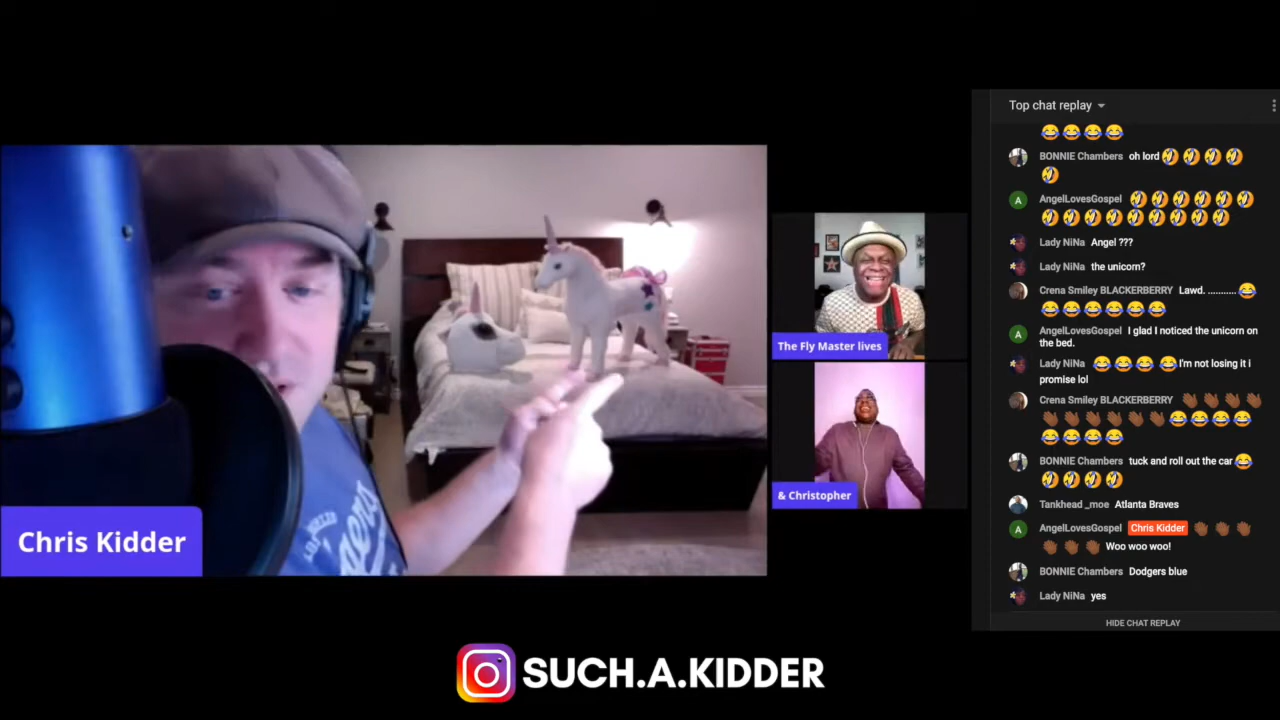 Chris Kidder
The Fly Master lives
& Christopher
Top chat replay
BONNIE Chambers oh lord
AngelLovesGospel
Lady NiNa Angel ???
Lady NiNa the unicorn?
Crena Smiley BLACKERBERRY Lawd. ...........
AngelLovesGospel I glad I noticed the unicorn on
the bed.
Lady NiNa I'm not losing it i
promise lol
Crena Smiley BLACKERBERRY
BONNIE Chambers tuck and roll out the car
Tankhead _moe Atlanta Braves
AngelLovesGospel Chris Kidder
Woo woo woo!
BONNIE Chambers Dodgers blue
Lady NiNa yes
HIDE CHAT REPLAY
SUCH.A.KIDDER